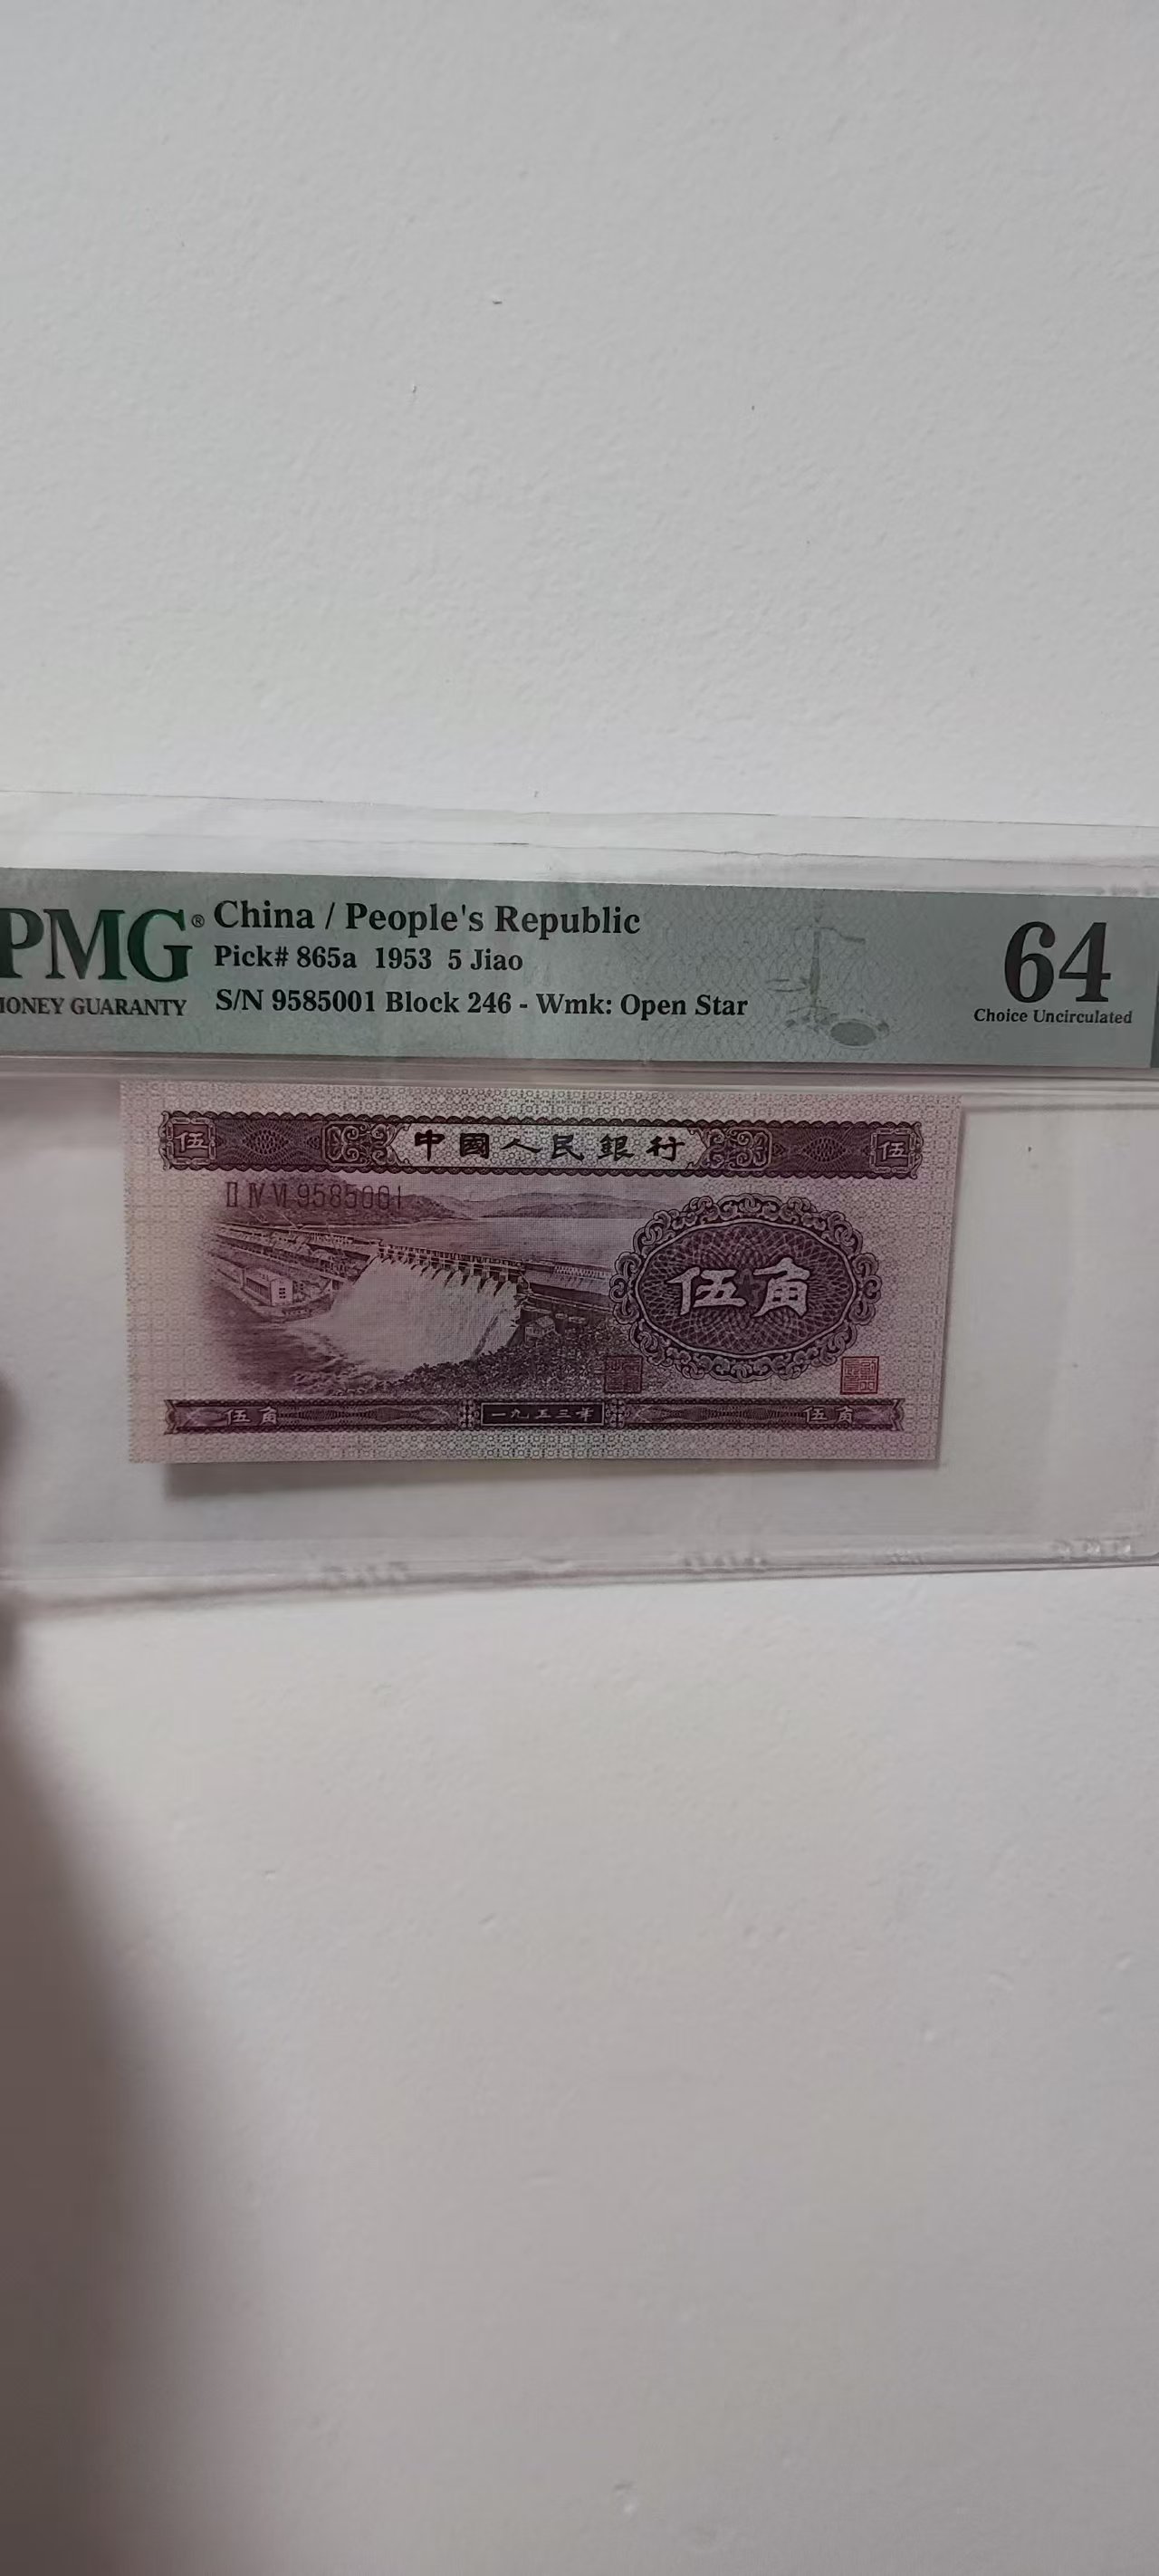 PMG®
MONEY GUARANTY
China / People's Republic
Pick# 865a 1953 5 Jiao
S/N 9585001 Block 246 - Wmk: Open Star
64
Choice Uncirculated
伍 中國人民銀行 伍
II IV VI 9585001
伍角
伍角 一九五三年 伍角